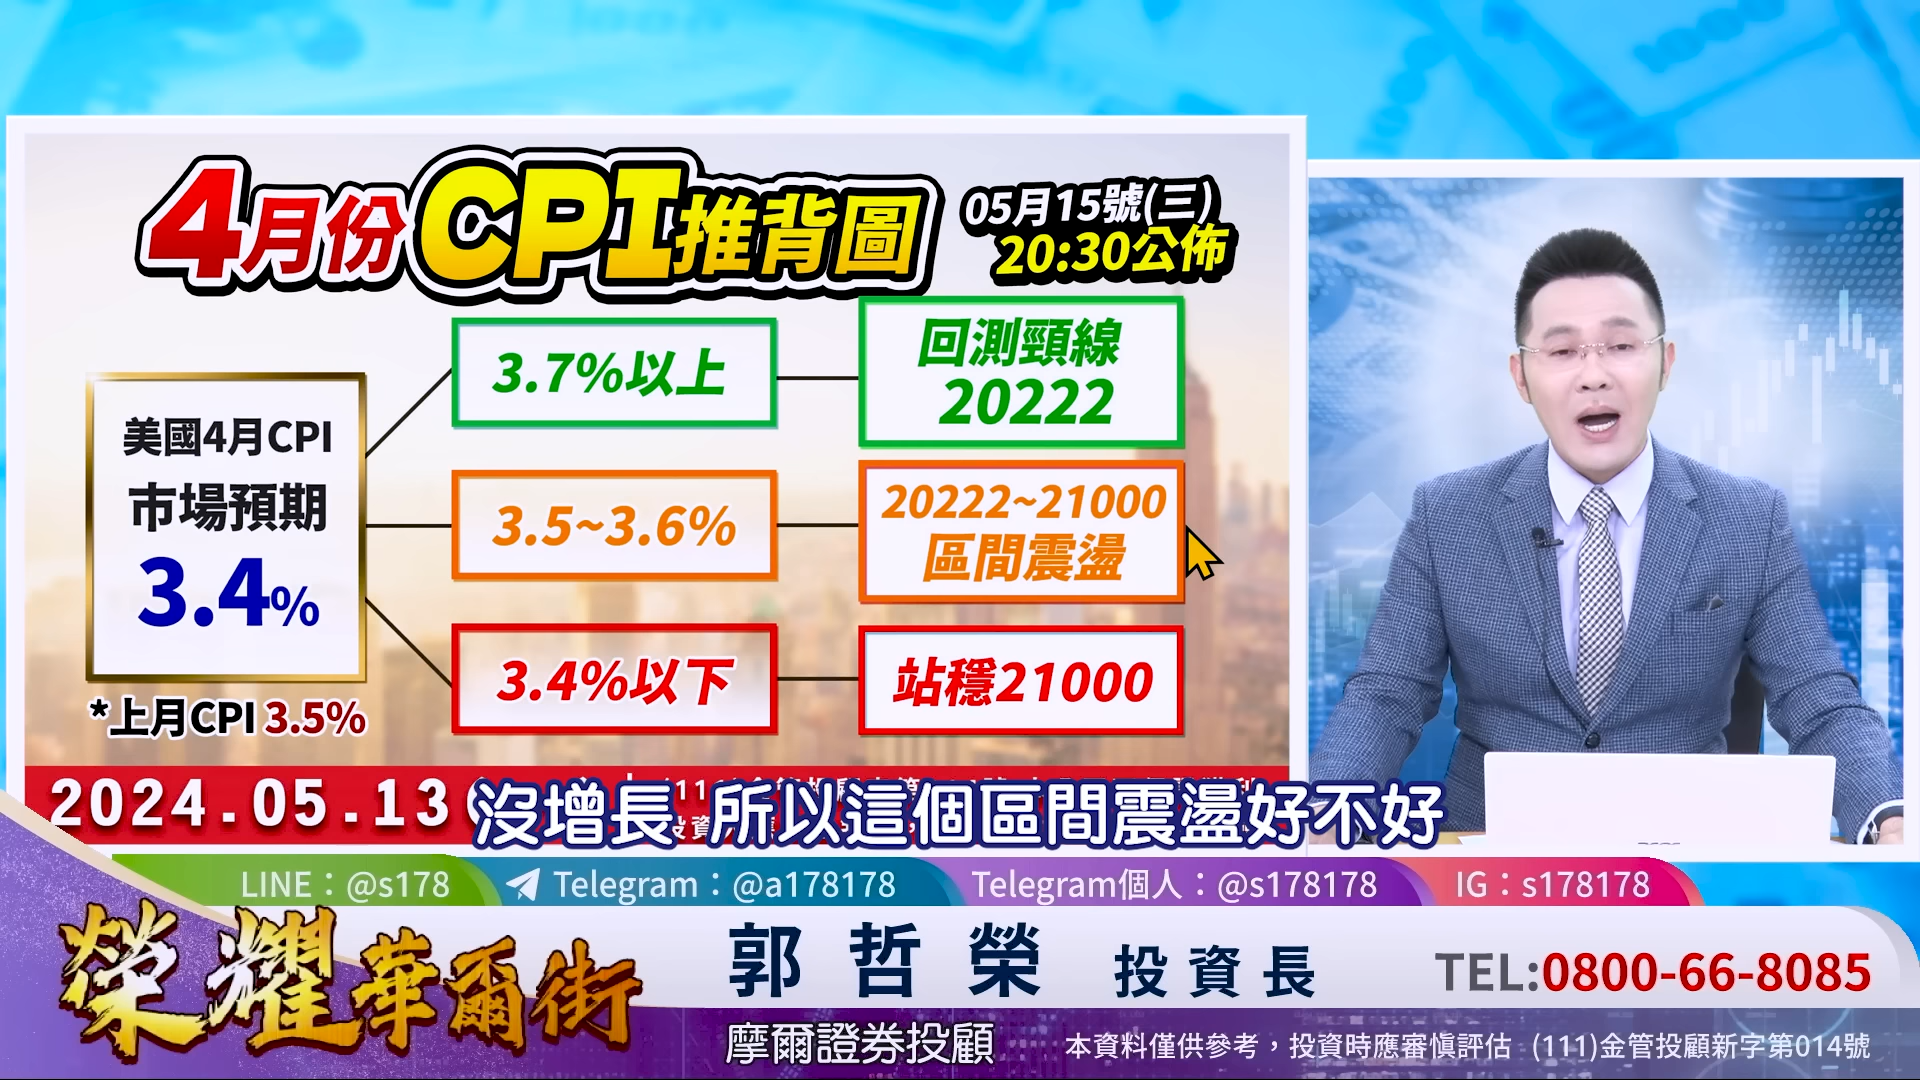 4月份CPI推背圖
05月15號(三)
20:30公佈
美國4月CPI
市場預期
3.4%
*上月CPI 3.5%
3.7%以上
回測頸線
20222
3.5~3.6%
20222~21000
區間震盪
3.4%以下
站穩21000
2024.05.13
沒增長 所以這個區間震盪好不好
LINE：@s178
Telegram：@a178178
Telegram個人：@s178178
IG：s178178
榮耀華爾街
郭哲榮 投資長
TEL:0800-66-8085
摩爾證券投顧
本資料僅供參考，投資時應審慎評估 (111)金管投顧新字第014號